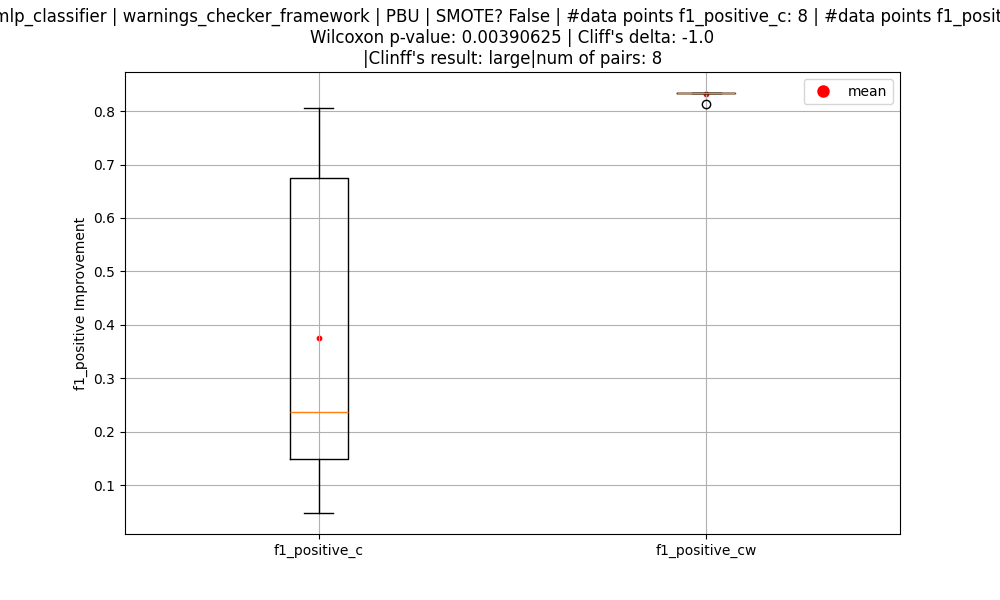 mlp_classifier | warnings_checker_framework | PBU | SMOTE? False | #data points f1_positive_c: 8 | #data points f1_posit
Wilcoxon p-value: 0.00390625 | Cliff's delta: -1.0
|Clinff's result: large|num of pairs: 8
mean
0.8
0.7
0.6
0.5
0.4
0.3
0.2
0.1
f1_positive Improvement
f1_positive_c
f1_positive_cw